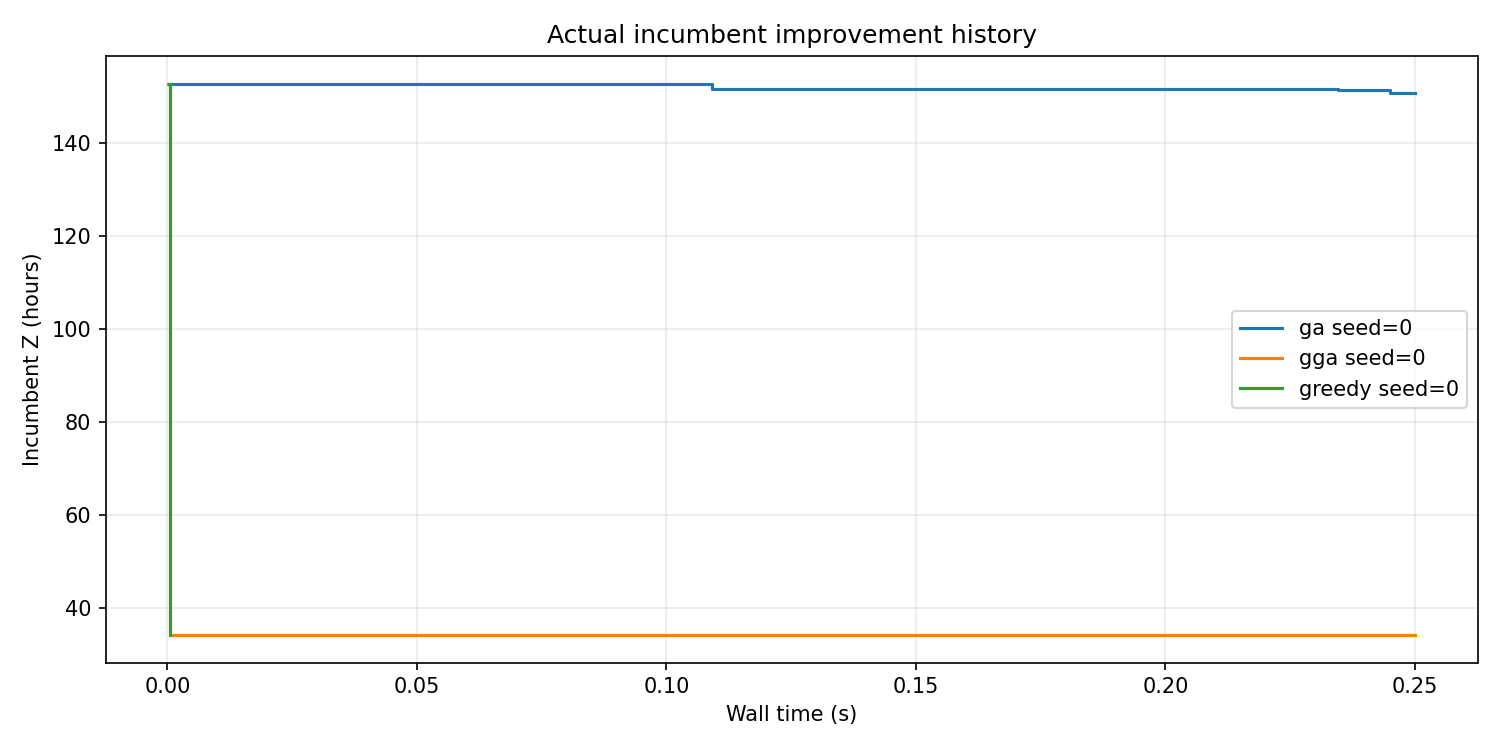 Actual incumbent improvement history
Incumbent Z (hours)
140
120
100
80
60
40
ga seed=0
gga seed=0
greedy seed=0
0.00 0.05 0.10 0.15 0.20 0.25
Wall time (s)